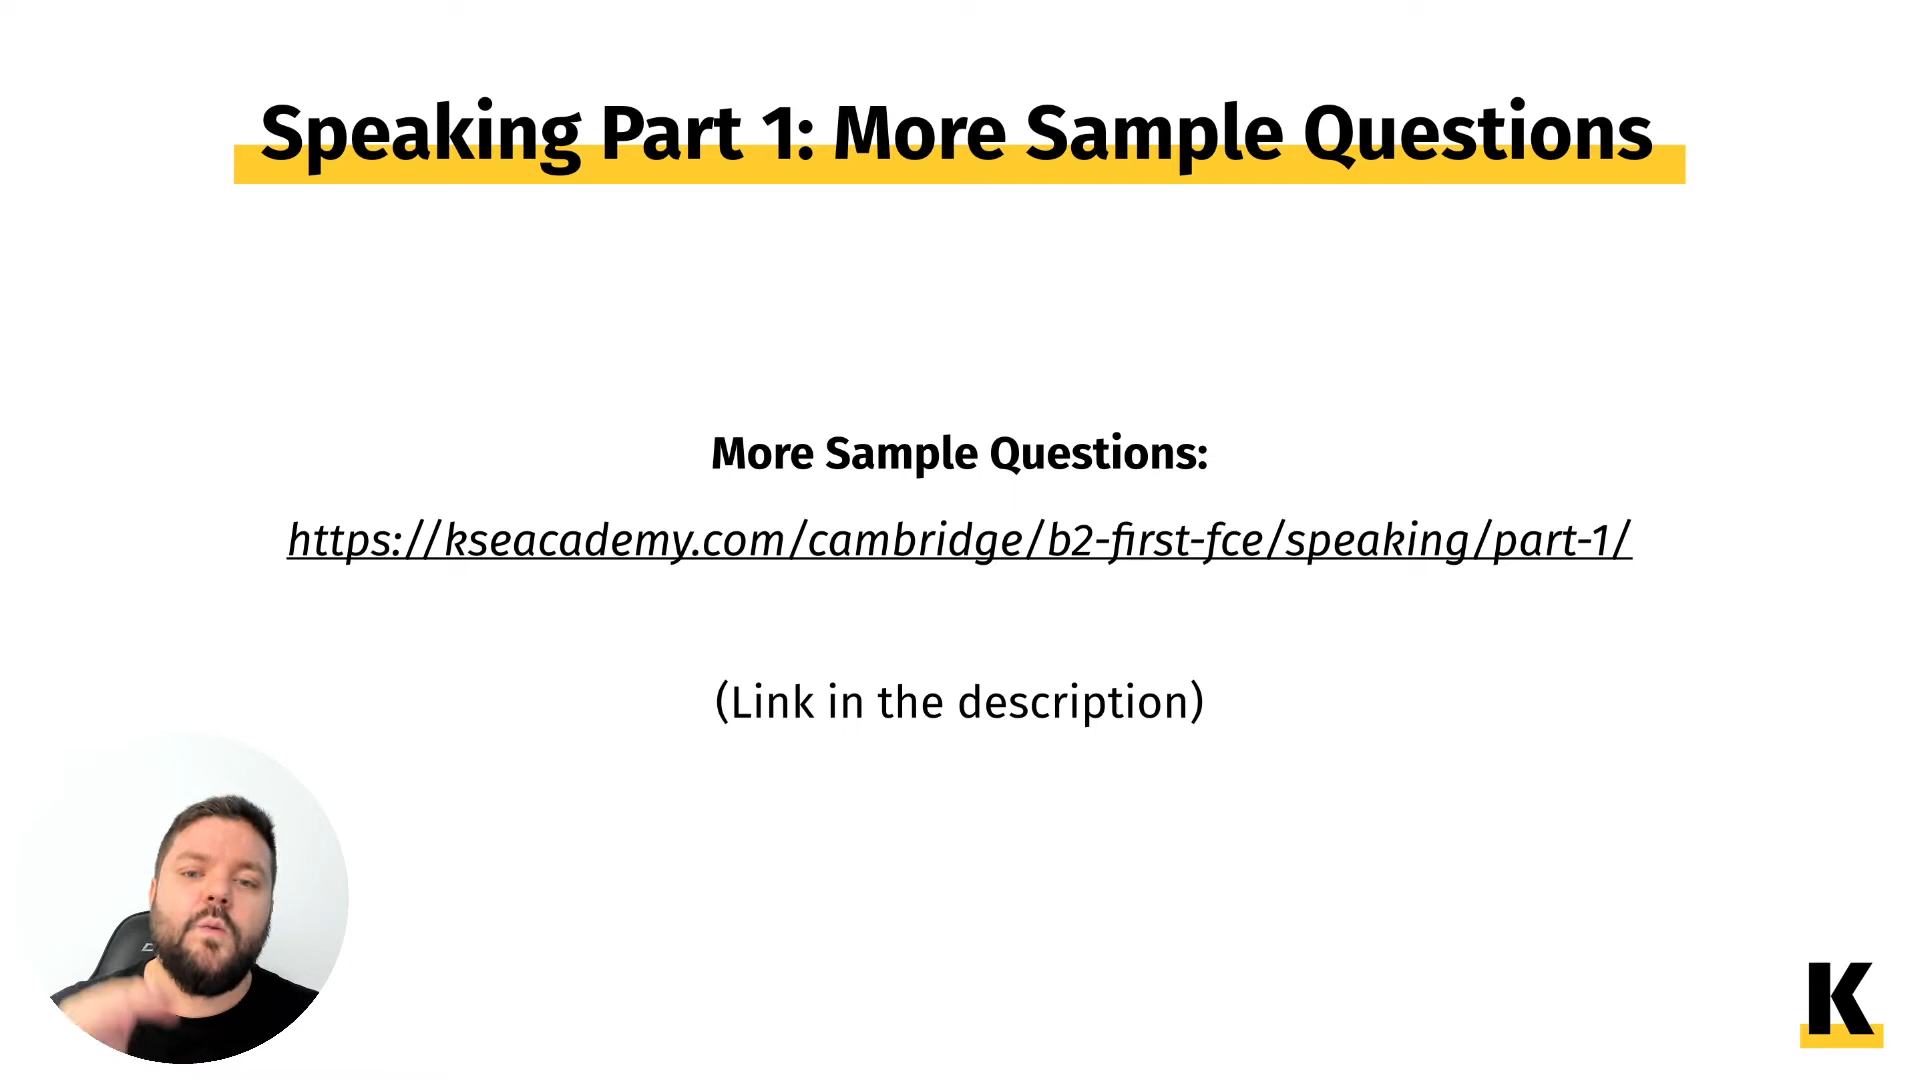 Speaking Part 1: More Sample Questions
More Sample Questions:
https://kseacademy.com/cambridge/b2-first-fce/speaking/part-1/
(Link in the description)
K